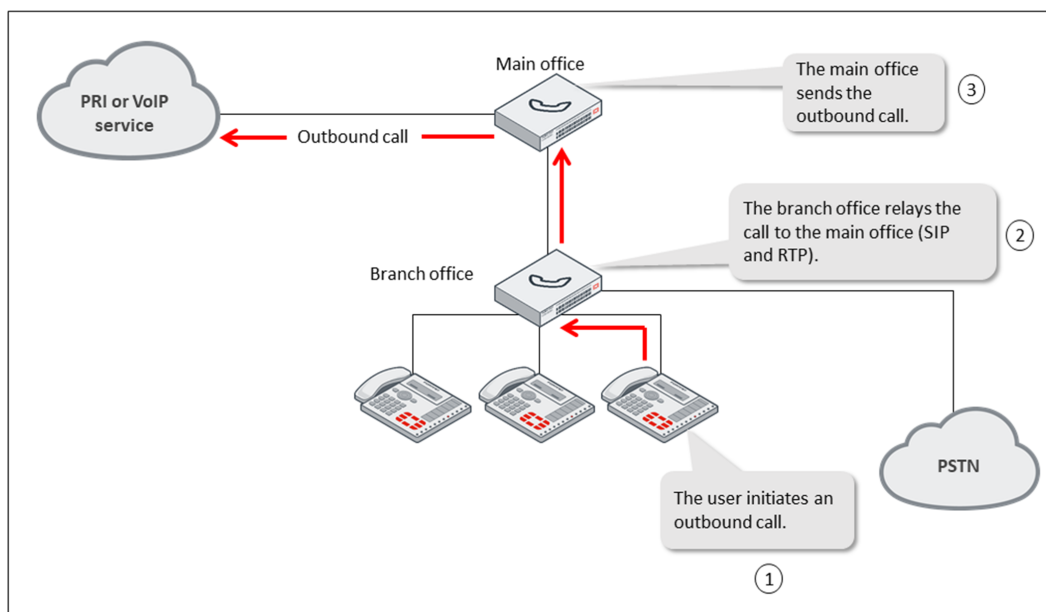 Main office
The main office
sends the
outbound call.
3
PRI or VoIP
service
Outbound call
The branch office relays the
call to the main office (SIP
and RTP).
2
Branch office
PSTN
The user initiates an
outbound call.
1